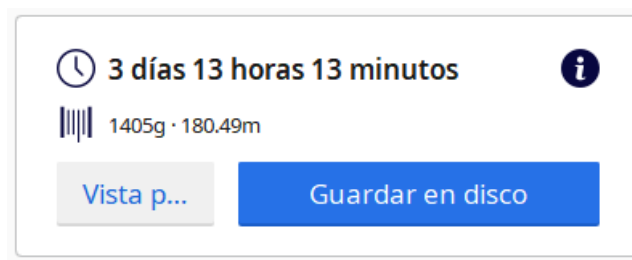 3 días 13 horas 13 minutos
1405g · 180.49m
Vista p... Guardar en disco